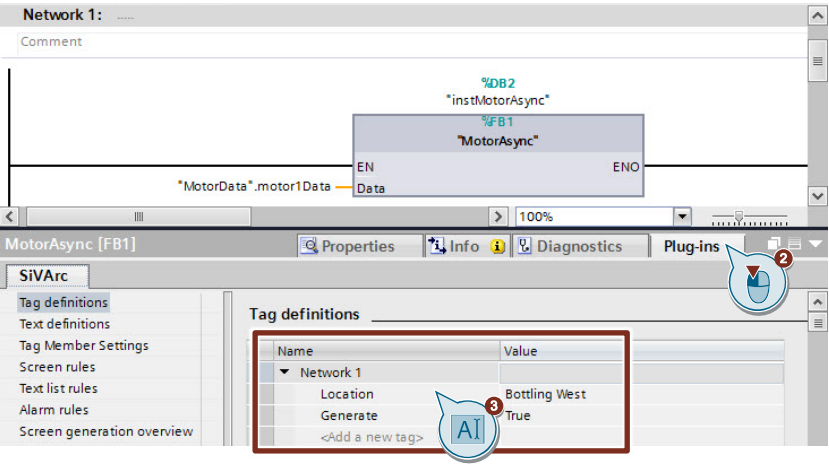 Network 1: .....
Comment
%DB2
"instMotorAsync"
%FB1
"MotorAsync"
EN ENO
"MotorData".motor1Data Data
100%
MotorAsync [FB1] Properties Info Diagnostics Plug-ins
2
SiVArc
Tag definitions
Text definitions
Tag Member Settings
Screen rules
Text list rules
Alarm rules
Screen generation overview
Tag definitions
Name Value
Network 1
Location Bottling West
Generate True
<Add a new tag>
3
A